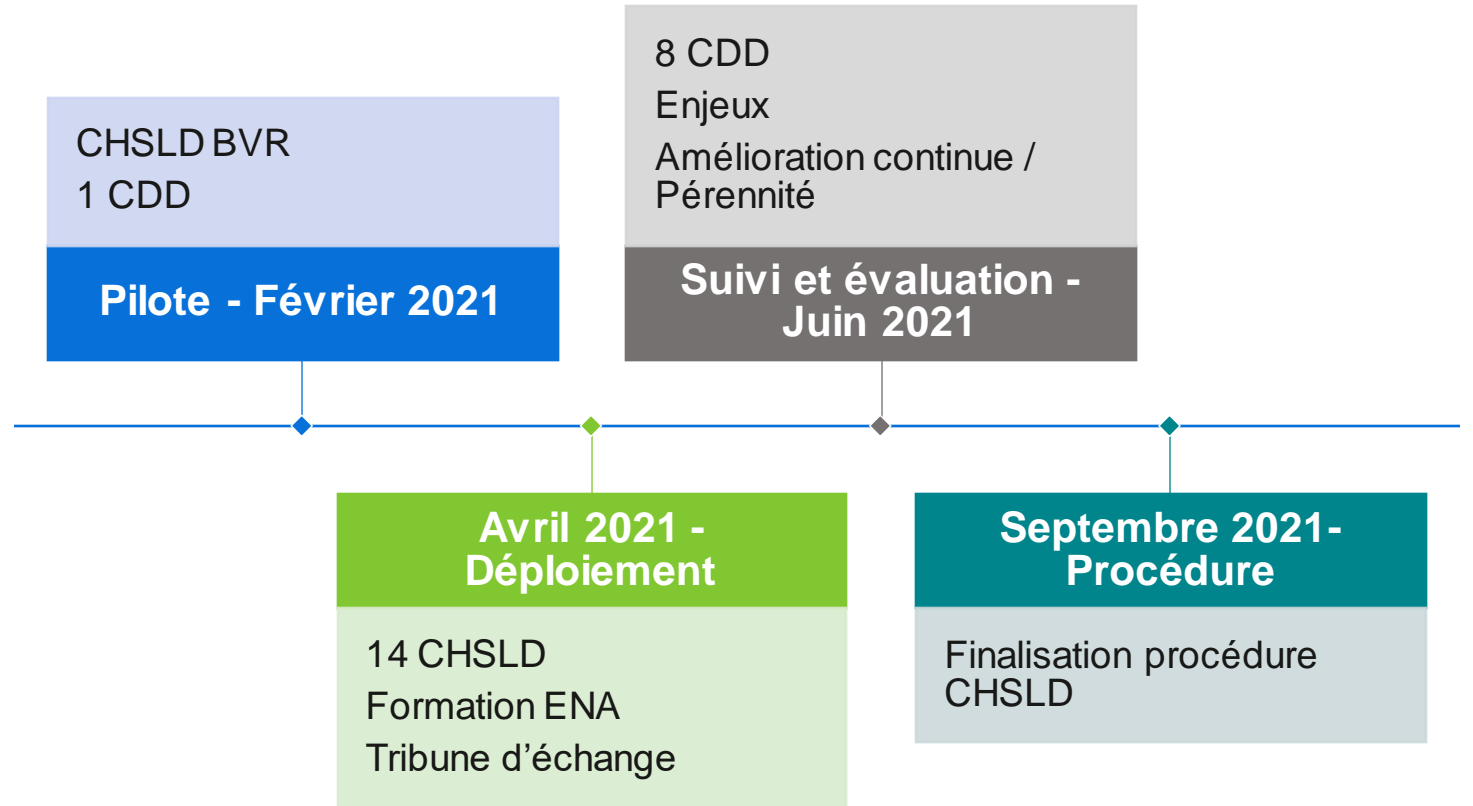 CHSLD BVR
1 CDD
Pilote - Février 2021
Avril 2021 -
Déploiement
14 CHSLD
Formation ENA
Tribune d’échange
8 CDD
Enjeux
Amélioration continue /
Pérennité
Suivi et évaluation -
Juin 2021
Septembre 2021-
Procédure
Finalisation procédure
CHSLD